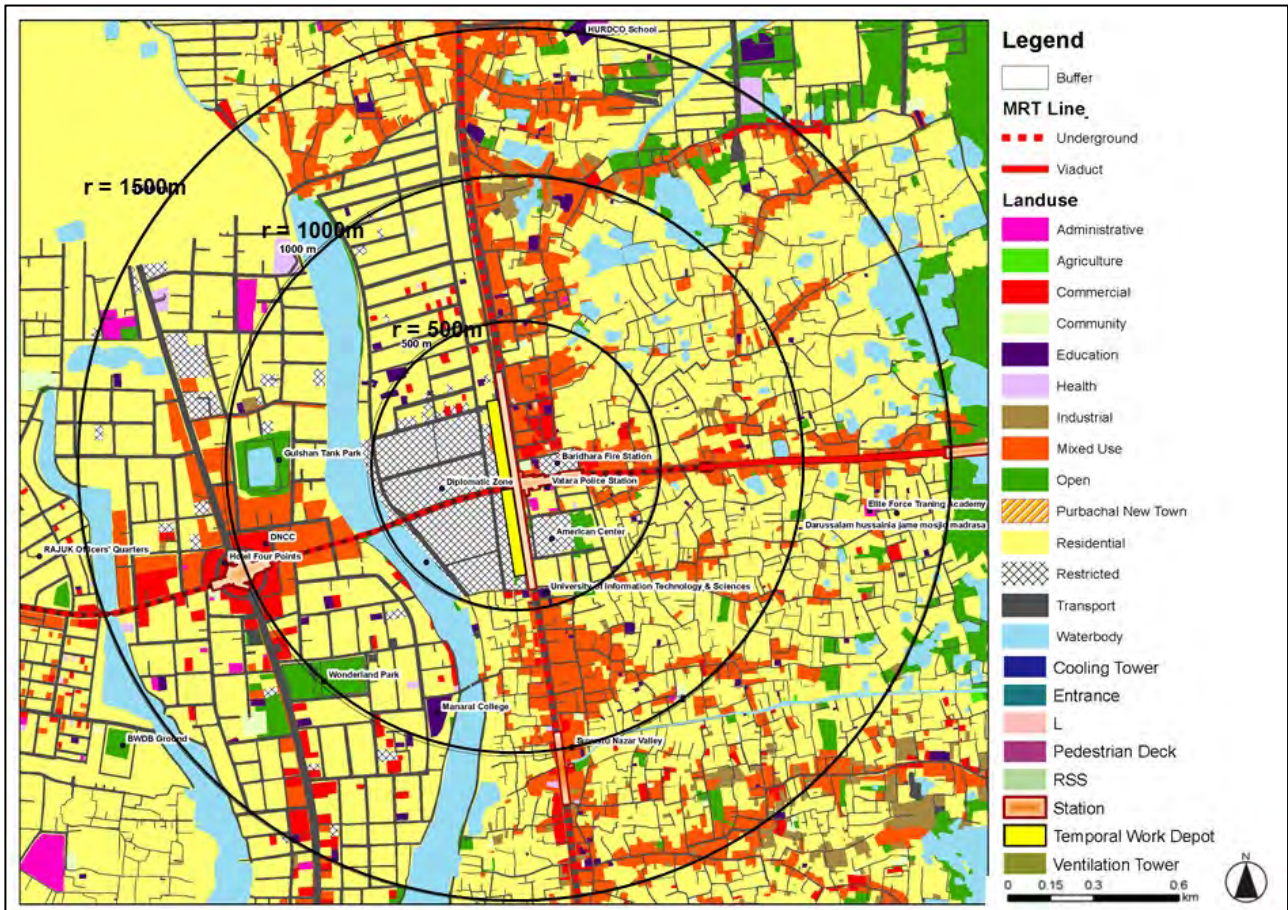 HURDCO School
r = 1500m
r = 1000m
1000 m
r = 500m
500 m
Gulshan Tank Park
Baridhara Fire Station
Diplomatic Zone
Vatara Police Station
Elite Force Traning Academy
Darussalam hussainia jame mosjid madrasa
DNCC
American Center
RAJUK Officers' Quarters
Hotel Four Points
University of Information Technology & Sciences
Wonderland Park
Manarat College
BWDB Ground
Nazar Valley
Legend
Buffer
MRT Line
Underground
Viaduct
Landuse
Administrative
Agriculture
Commercial
Community
Education
Health
Industrial
Mixed Use
Open
Purbachal New Town
Residential
Restricted
Transport
Waterbody
Cooling Tower
Entrance
L
Pedestrian Deck
RSS
Station
Temporal Work Depot
Ventilation Tower
N
0 0.15 0.3 0.6
km